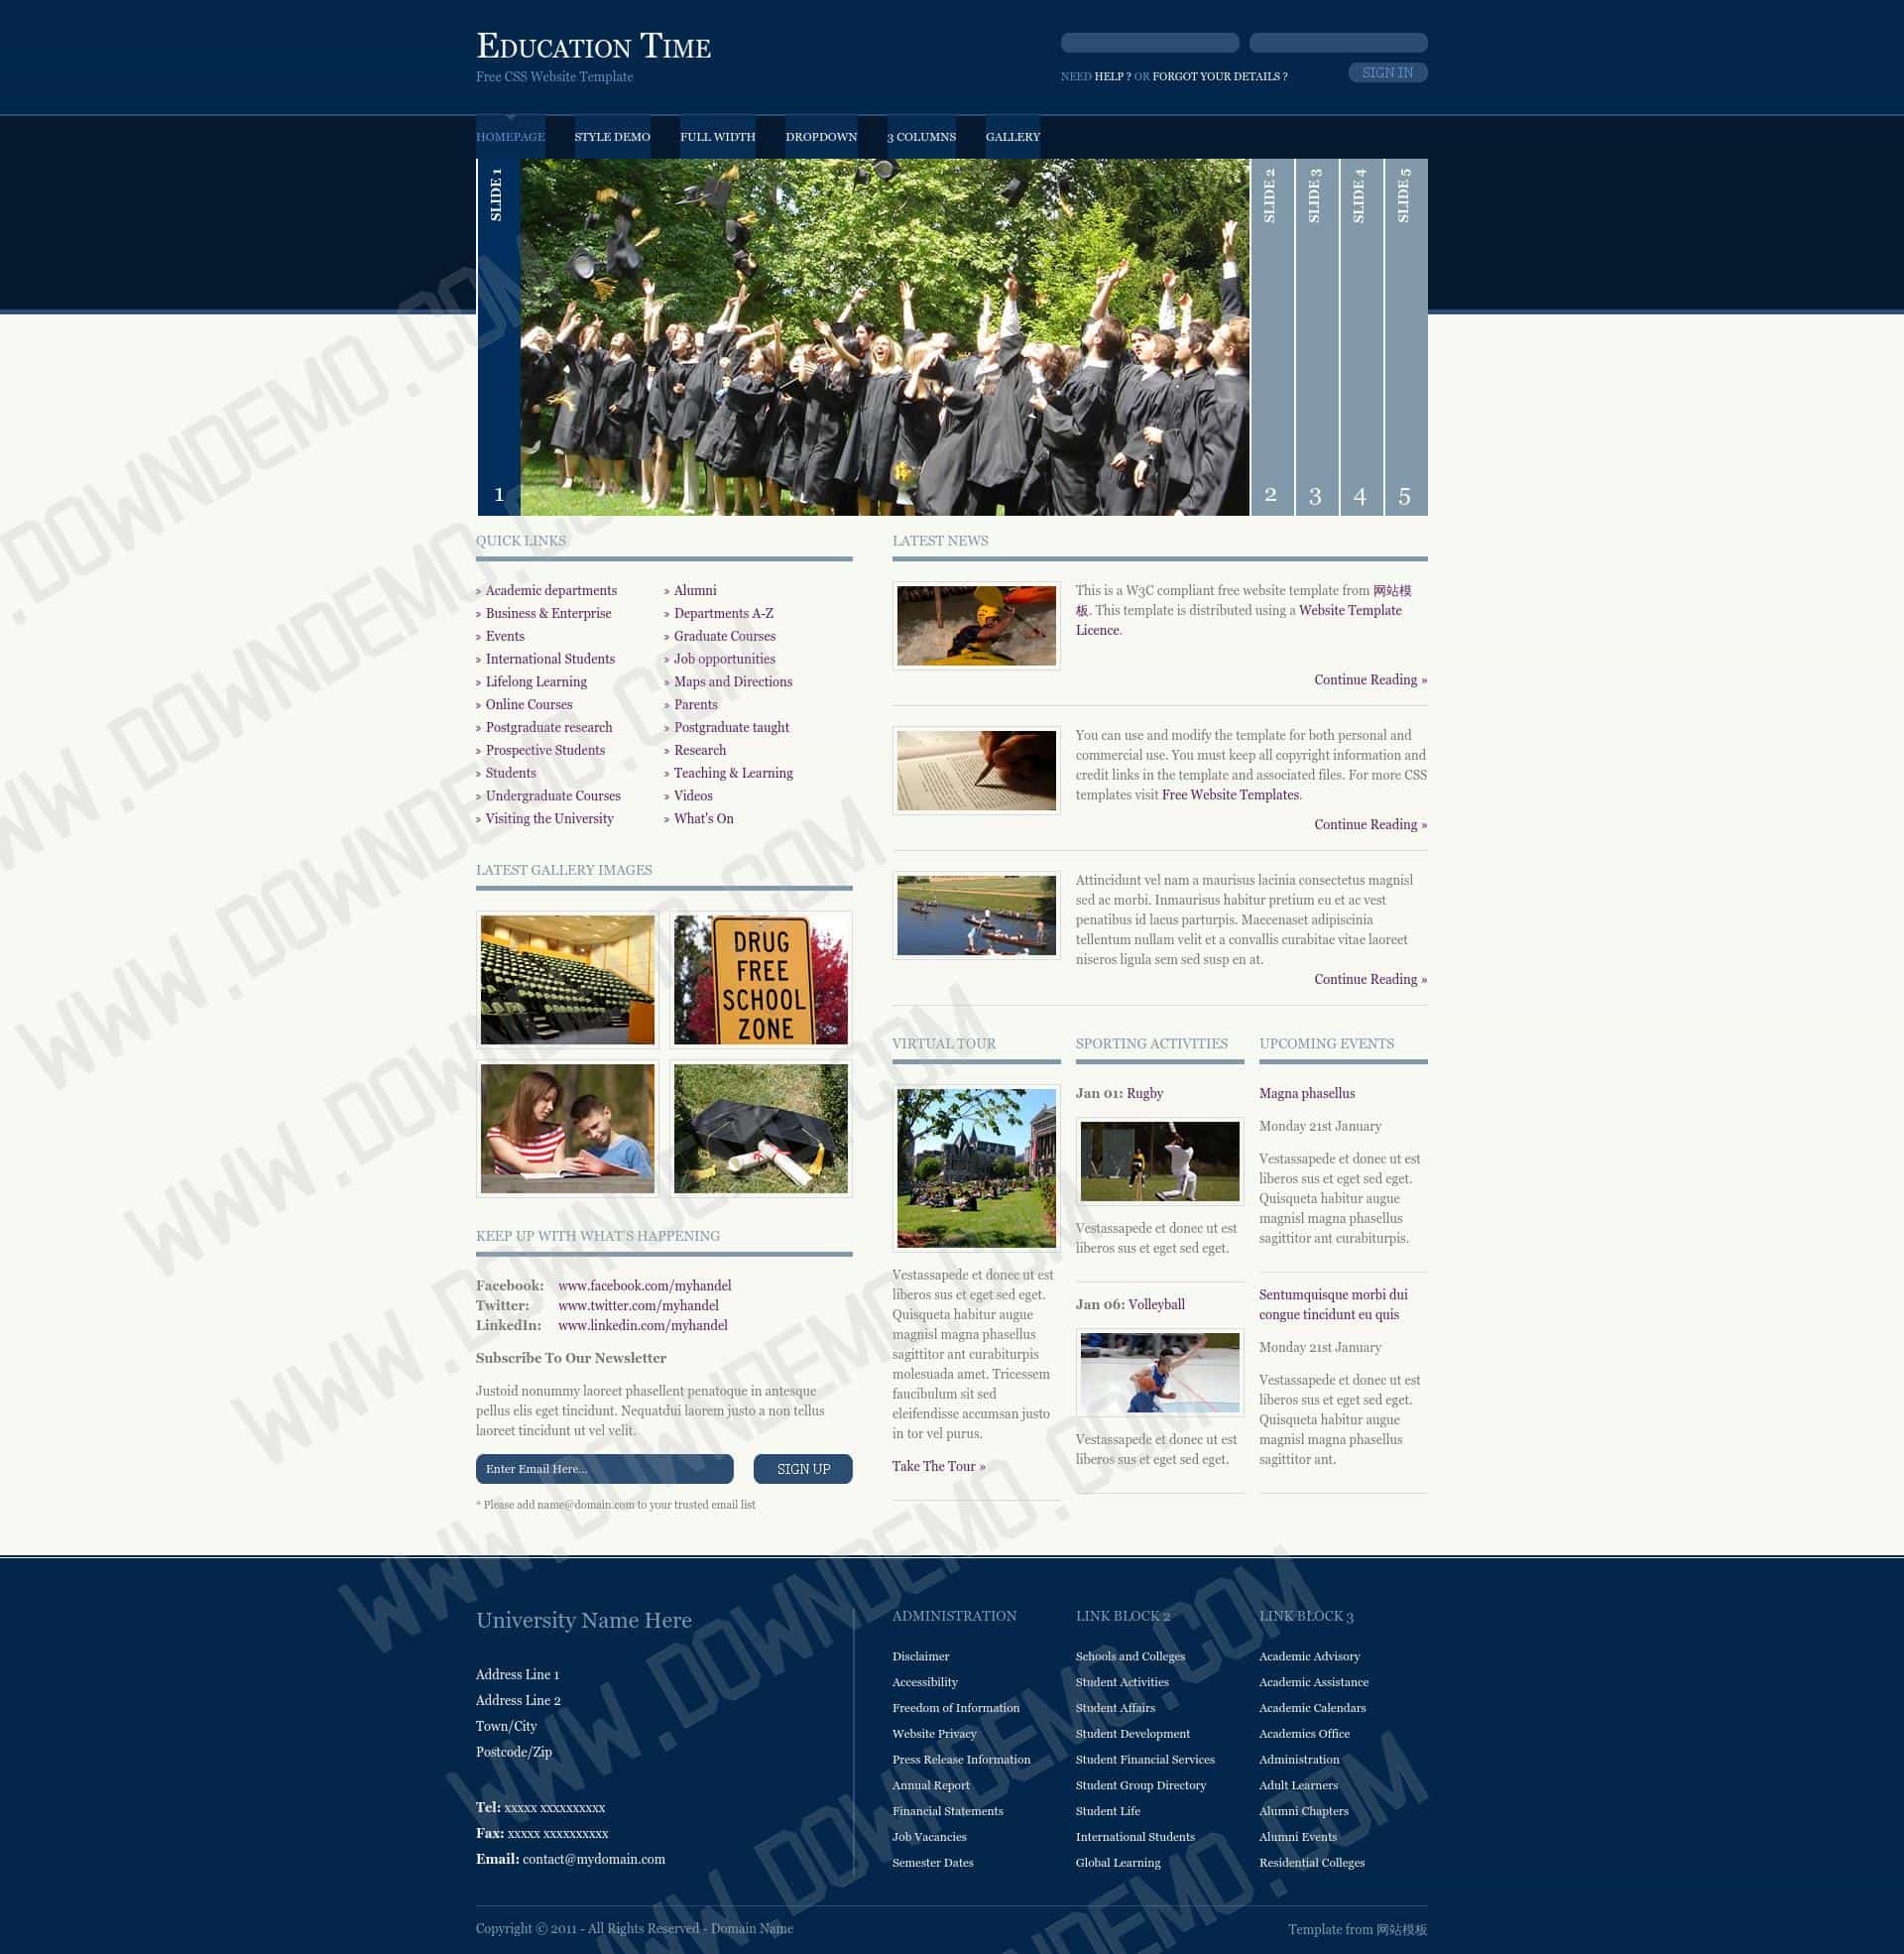 EDUCATION TIME
Free CSS Website Template
NEED HELP ? OR FORGOT YOUR DETAILS ?
SIGN IN
HOMEPAGE STYLE DEMO FULL WIDTH DROPDOWN 3 COLUMNS GALLERY
SLIDE 1
1
SLIDE 2
2
SLIDE 3
3
SLIDE 4
4
SLIDE 5
5
QUICK LINKS
» Academic departments
» Business & Enterprise
» Events
» International Students
» Lifelong Learning
» Online Courses
» Postgraduate research
» Prospective Students
» Students
» Undergraduate Courses
» Visiting the University
» Alumni
» Departments A-Z
» Graduate Courses
» Job opportunities
» Maps and Directions
» Parents
» Postgraduate taught
» Research
» Teaching & Learning
» Videos
» What's On
LATEST GALLERY IMAGES
DRUG
FREE
SCHOOL
ZONE
KEEP UP WITH WHAT'S HAPPENING
Facebook: www.facebook.com/myhandel
Twitter: www.twitter.com/myhandel
LinkedIn: www.linkedin.com/myhandel
Subscribe To Our Newsletter
Justoid nonummy laoreet phasellent penatoque in antesque
pellus elis eget tincidunt. Nequatdui laorem justo a non tellus
laoreet tincidunt ut vel velit.
Enter Email Here...
SIGN UP
* Please add name@domain.com to your trusted email list
LATEST NEWS
This is a W3C compliant free website template from 网站模
板. This template is distributed using a Website Template
Licence.
Continue Reading »
You can use and modify the template for both personal and
commercial use. You must keep all copyright information and
credit links in the template and associated files. For more CSS
templates visit Free Website Templates.
Continue Reading »
Attincidunt vel nam a maurisus lacinia consectetus magnisl
sed ac morbi. Inmaurisus habitur pretium eu et ac vest
penatibus id lacus parturpis. Maecenaset adipiscinia
tellentum nullam velit et a convallis curabitae vitae laoreet
niseros ligula sem sed susp en at.
Continue Reading »
VIRTUAL TOUR
Vestassapede et donec ut est
liberos sus et eget sed eget.
Quisqueta habitur augue
magnisl magna phasellus
sagittitor ant curabiturpis
molesuada amet. Tricessem
faucibulum sit sed
eleifendisse accumsan justo
in tor vel purus.
Take The Tour »
SPORTING ACTIVITIES
Jan 01: Rugby
Vestassapede et donec ut est
liberos sus et eget sed eget.
Jan 06: Volleyball
Vestassapede et donec ut est
liberos sus et eget sed eget.
UPCOMING EVENTS
Magna phasellus
Monday 21st January
Vestassapede et donec ut est
liberos sus et eget sed eget.
Quisqueta habitur augue
magnisl magna phasellus
sagittitor ant curabiturpis.
Sentumquisque morbi dui
congue tincidunt eu quis
Monday 21st January
Vestassapede et donec ut est
liberos sus et eget sed eget.
Quisqueta habitur augue
magnisl magna phasellus
sagittitor ant.
University Name Here
Address Line 1
Address Line 2
Town/City
Postcode/Zip
Tel: xxxxx xxxxxxxxxx
Fax: xxxxx xxxxxxxxxx
Email: contact@mydomain.com
ADMINISTRATION
Disclaimer
Accessibility
Freedom of Information
Website Privacy
Press Release Information
Annual Report
Financial Statements
Job Vacancies
Semester Dates
LINK BLOCK 2
Schools and Colleges
Student Activities
Student Affairs
Student Development
Student Financial Services
Student Group Directory
Student Life
International Students
Global Learning
LINK BLOCK 3
Academic Advisory
Academic Assistance
Academic Calendars
Academics Office
Administration
Adult Learners
Alumni Chapters
Alumni Events
Residential Colleges
Copyright © 2011 - All Rights Reserved - Domain Name
Template from 网站模板
WWW.DOWNDEMO.COM
WWW.DOWNDEMO.COM
WWW.DOWNDEMO.COM
WWW.DOWNDEMO.COM
WWW.DOWNDEMO.COM
WWW.DOWNDEMO.COM
WWW.DOWNDEMO.COM